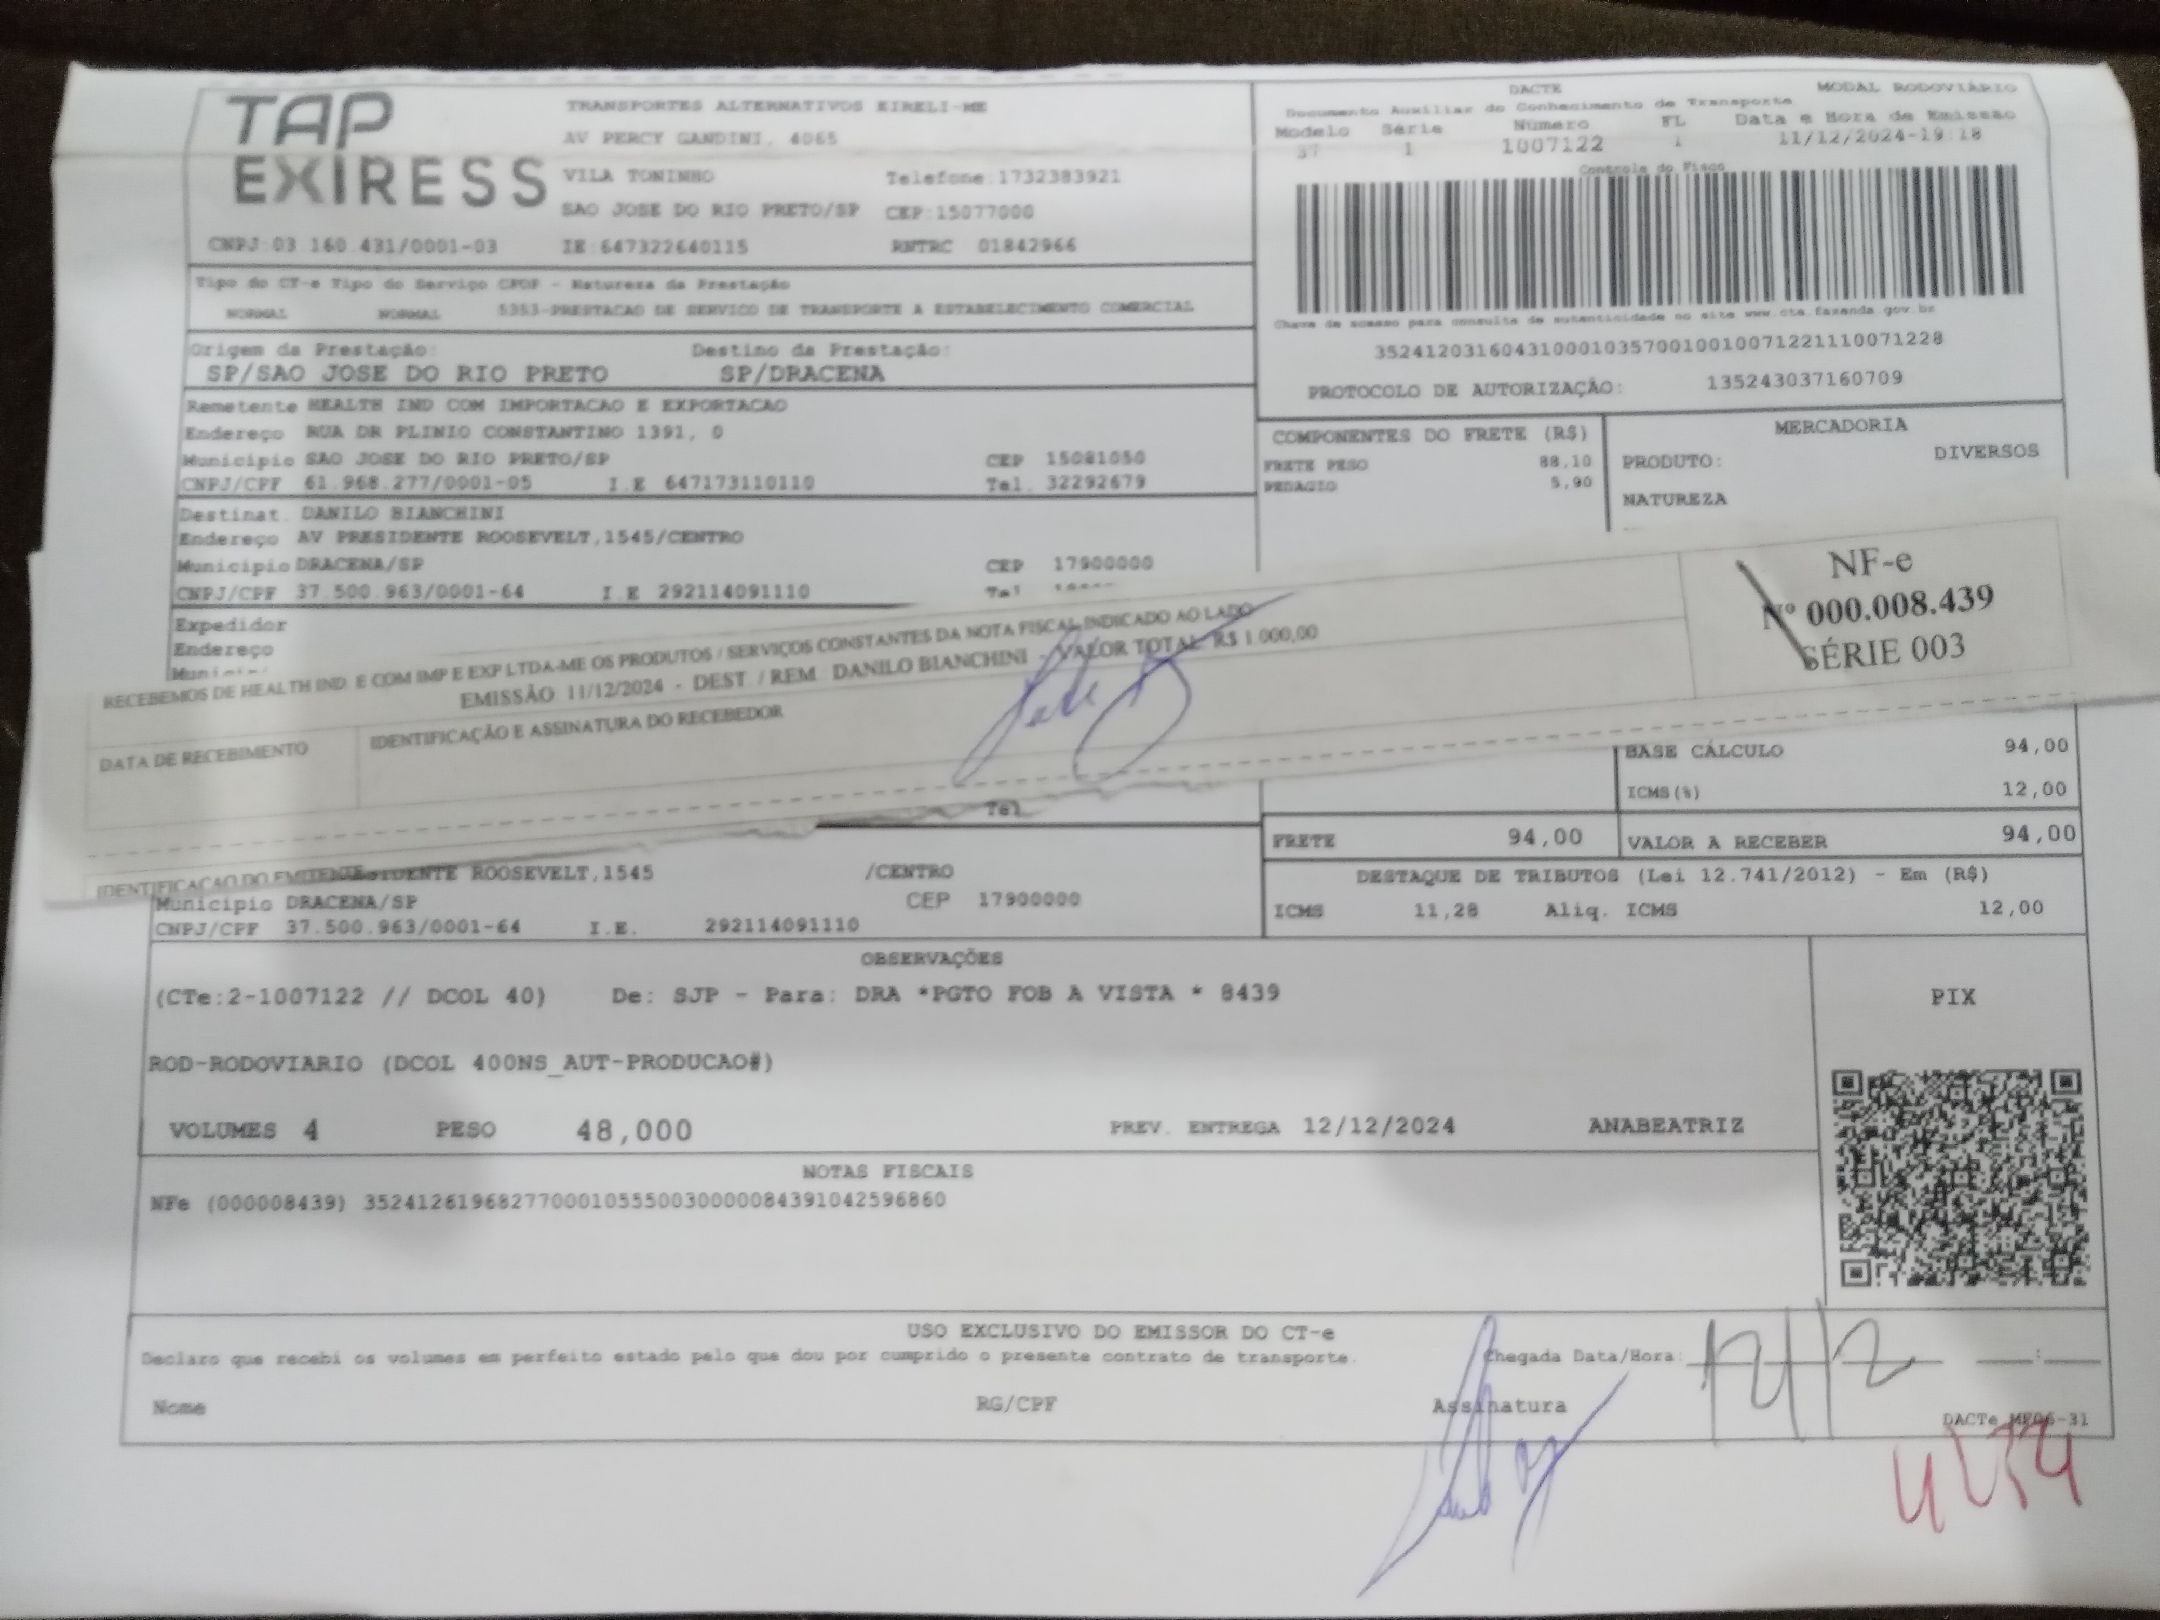 TAP
EXIRESS
TRANSPORTES ALTERNATIVOS EIRELI-ME
AV PERCY GANDINI, 4065
VILA TONINHO Telefone:1732383921
SAO JOSE DO RIO PRETO/SP CEP:15077000
CNPJ:03.160.431/0001-03 IE:647322640115 RNTRC 01842966
DACTE MODAL RODOVIÁRIO
Documento Auxiliar do Conhecimento de Transporte
Modelo Série Número FL Data e Hora de Emissão
57 1 1007122 1 11/12/2024-19:18
Controle do Fisco
Chave de acesso para consulta de autenticidade no site www.cte.fazenda.gov.br
35241203160431000103570010010071221110071228
PROTOCOLO DE AUTORIZAÇÃO: 135243037160709
Tipo do CT-e Tipo do Serviço CFOP - Natureza da Prestação
NORMAL NORMAL 5353-PRESTACAO DE SERVICO DE TRANSPORTE A ESTABELECIMENTO COMERCIAL
Origem da Prestação: Destino da Prestação:
SP/SAO JOSE DO RIO PRETO SP/DRACENA
Remetente HEALTH IND COM IMPORTACAO E EXPORTACAO
Endereço RUA DR PLINIO CONSTANTINO 1391, 0
Município SAO JOSE DO RIO PRETO/SP CEP 15081050
CNPJ/CPF 61.968.277/0001-05 I.E 647173110110 Tel. 32292679
Destinat. DANILO BIANCHINI
Endereço AV PRESIDENTE ROOSEVELT,1545/CENTRO
Município DRACENA/SP CEP 17900000
CNPJ/CPF 37.500.963/0001-64 I.E 292114091110 Tel
Expedidor
Endereço
COMPONENTES DO FRETE (R$)
FRETE PESO 88,10
PEDAGIO 5,90
MERCADORIA
PRODUTO: DIVERSOS
NATUREZA
RECEBEMOS DE HEALTH IND E COM IMP E EXP LTDA-ME OS PRODUTOS / SERVIÇOS CONSTANTES DA NOTA FISCAL INDICADO AO LADO
EMISSÃO 11/12/2024 - DEST. / REM. DANILO BIANCHINI - VALOR TOTAL R$ 1.000,00
DATA DE RECEBIMENTO IDENTIFICAÇÃO E ASSINATURA DO RECEBEDOR
NF-e
Nº 000.008.439
SÉRIE 003
IDENTIFICAÇÃO DO EMITENTE
Tel
ROOSEVELT,1545 /CENTRO
Município DRACENA/SP CEP 17900000
CNPJ/CPF 37.500.963/0001-64 I.E. 292114091110
BASE CÁLCULO 94,00
ICMS(%) 12,00
FRETE 94,00 VALOR A RECEBER 94,00
DESTAQUE DE TRIBUTOS (Lei 12.741/2012) - Em (R$)
ICMS 11,28 Aliq. ICMS 12,00
OBSERVAÇÕES
(CTe:2-1007122 // DCOL 40) De: SJP - Para: DRA *PGTO FOB A VISTA * 8439
ROD-RODOVIARIO (DCOL 400NS_AUT-PRODUCAO#)
VOLUMES 4 PESO 48,000 PREV. ENTREGA 12/12/2024 ANABEATRIZ
PIX
NOTAS FISCAIS
NFe (000008439) 35241261968277000105550030000084391042596860
USO EXCLUSIVO DO EMISSOR DO CT-e
Declaro que recebi os volumes em perfeito estado pelo que dou por cumprido o presente contrato de transporte.
Chegada Data/Hora: 12/12 :
Nome RG/CPF Assinatura
DACTe